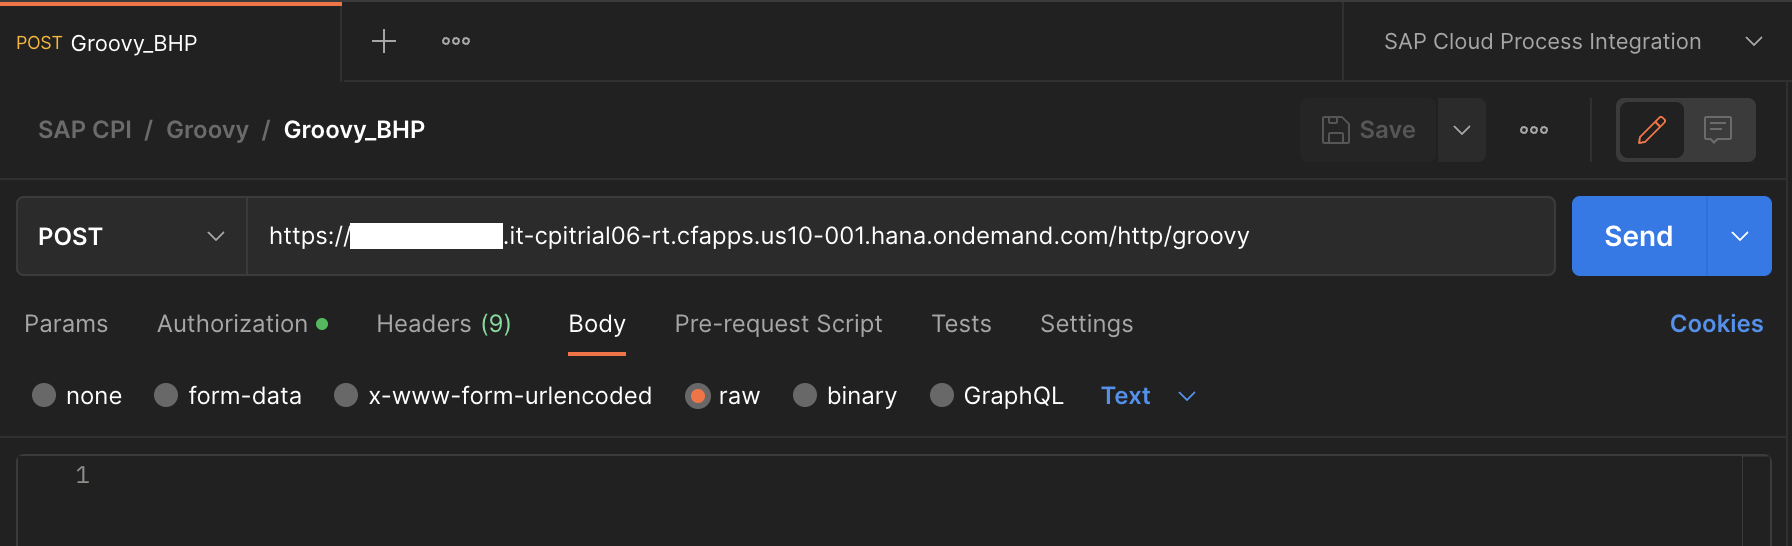 POST Groovy_BHP
SAP Cloud Process Integration
SAP CPI / Groovy / Groovy_BHP
Save
POST
https:// .it-cpitrial06-rt.cfapps.us10-001.hana.ondemand.com/http/groovy
Send
Params Authorization Headers (9) Body Pre-request Script Tests Settings Cookies
none form-data x-www-form-urlencoded raw binary GraphQL Text
1